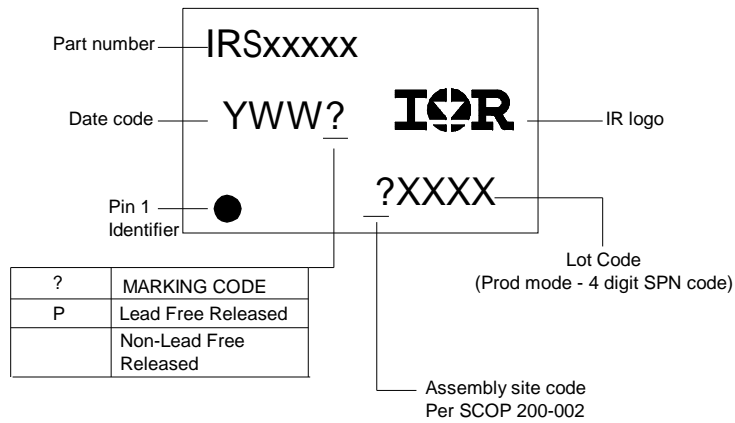 Part number
IRSxxxxx
Date code
YWW?
IOR
IR logo
?XXXX
Pin 1
Identifier
Lot Code
(Prod mode - 4 digit SPN code)
? MARKING CODE
P Lead Free Released
Non-Lead Free
Released
Assembly site code
Per SCOP 200-002